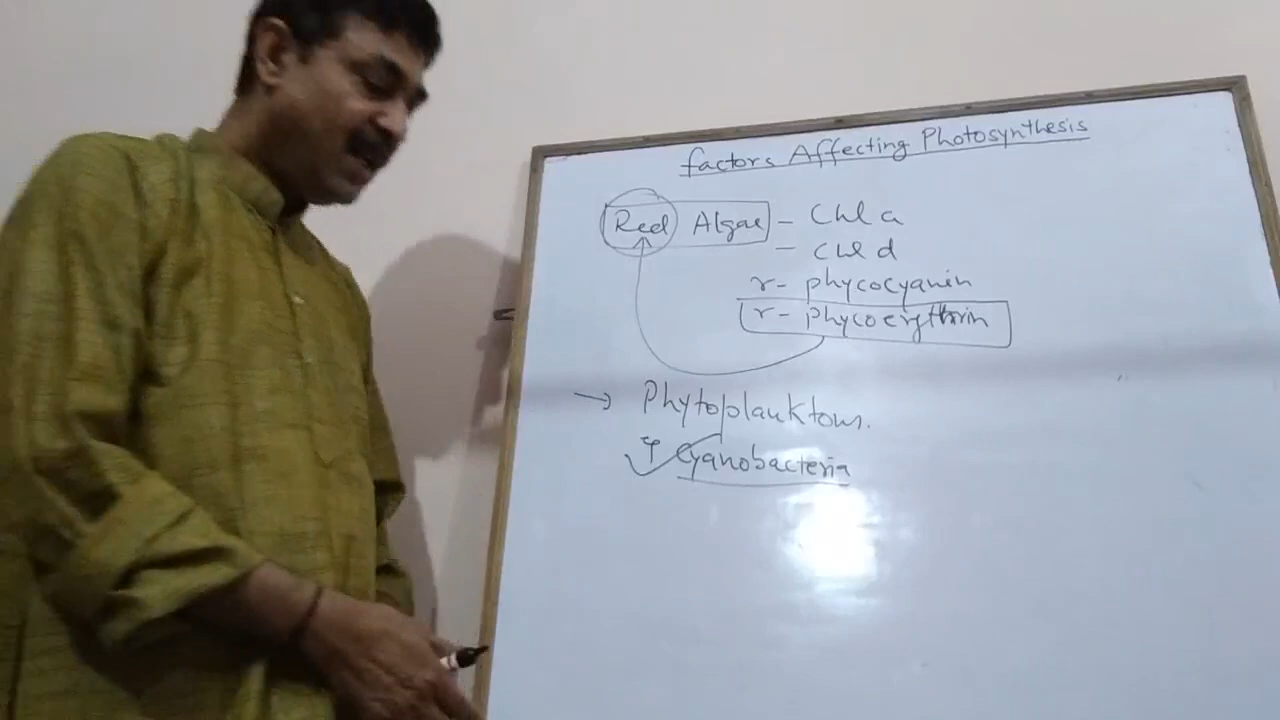 factors Affecting Photosynthesis
Red Algae - Chl a
- Chl d
r- phycocyanin
r- phycoerythrin
→ Phytoplanktons.
Cyanobacteria